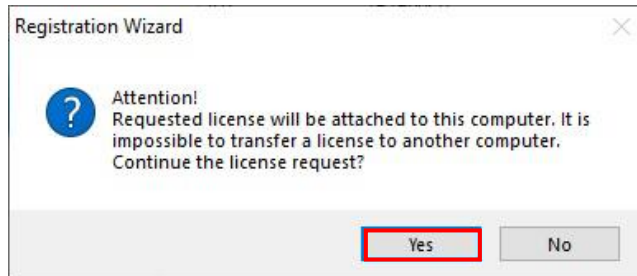 Registration Wizard
Attention!
Requested license will be attached to this computer. It is
impossible to transfer a license to another computer.
Continue the license request?
Yes
No